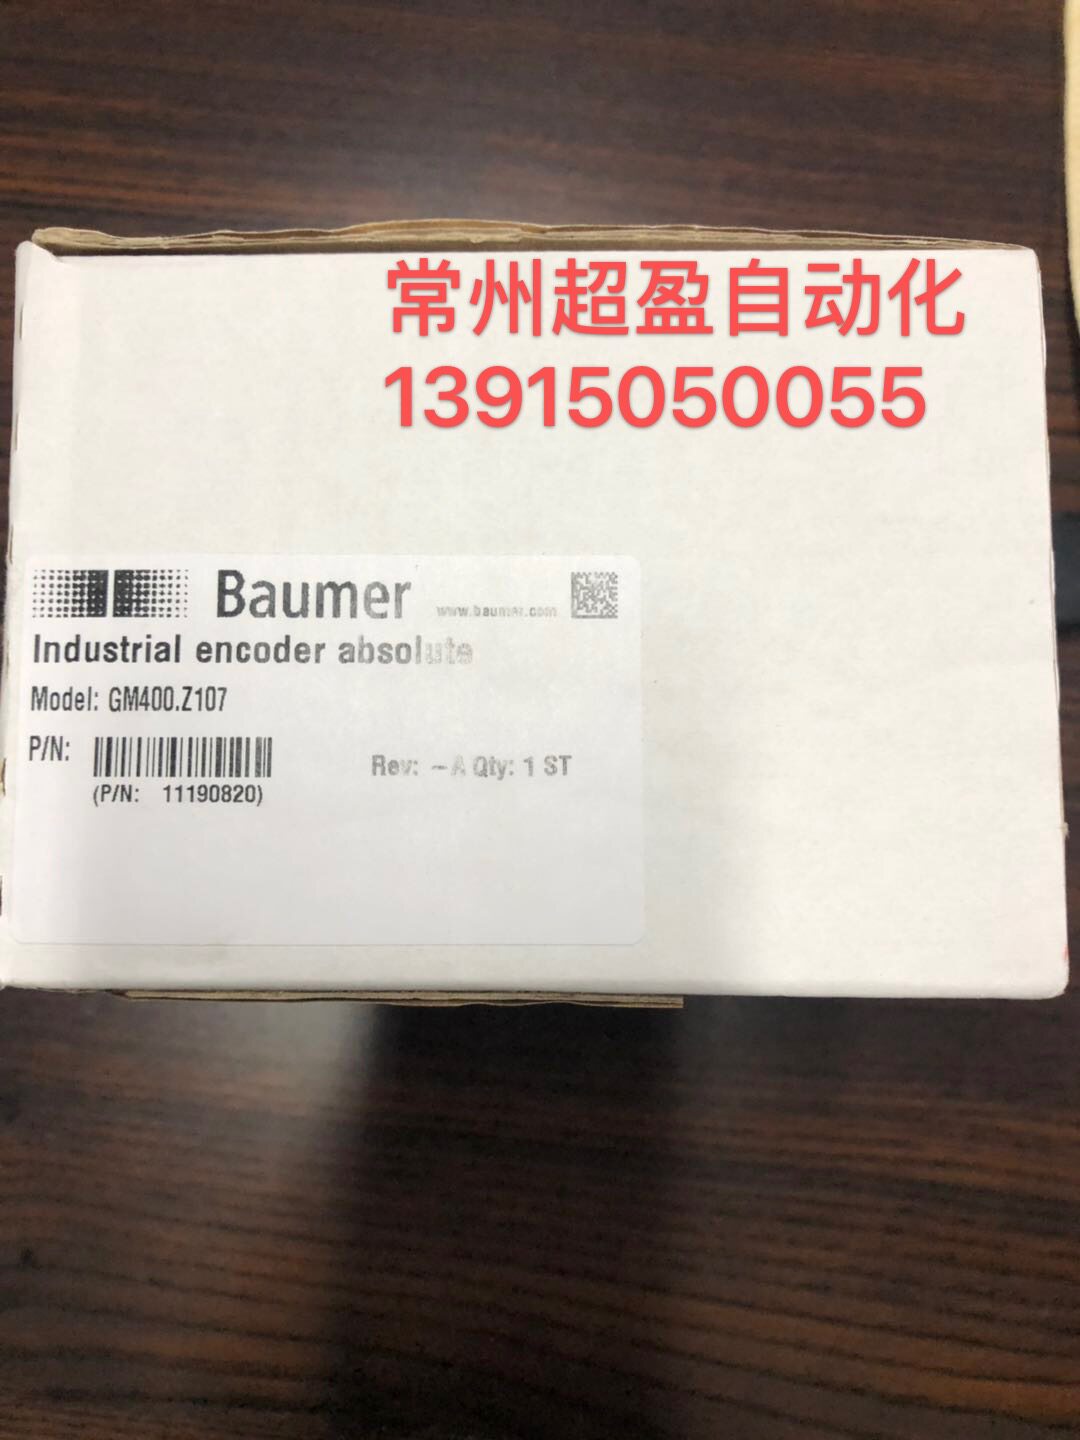 常州超盈自动化
13915050055
Baumer www.baumer.com
Industrial encoder absolute
Model: GM400.Z107
P/N:
Rev: -A Qty: 1 ST
(P/N: 11190820)